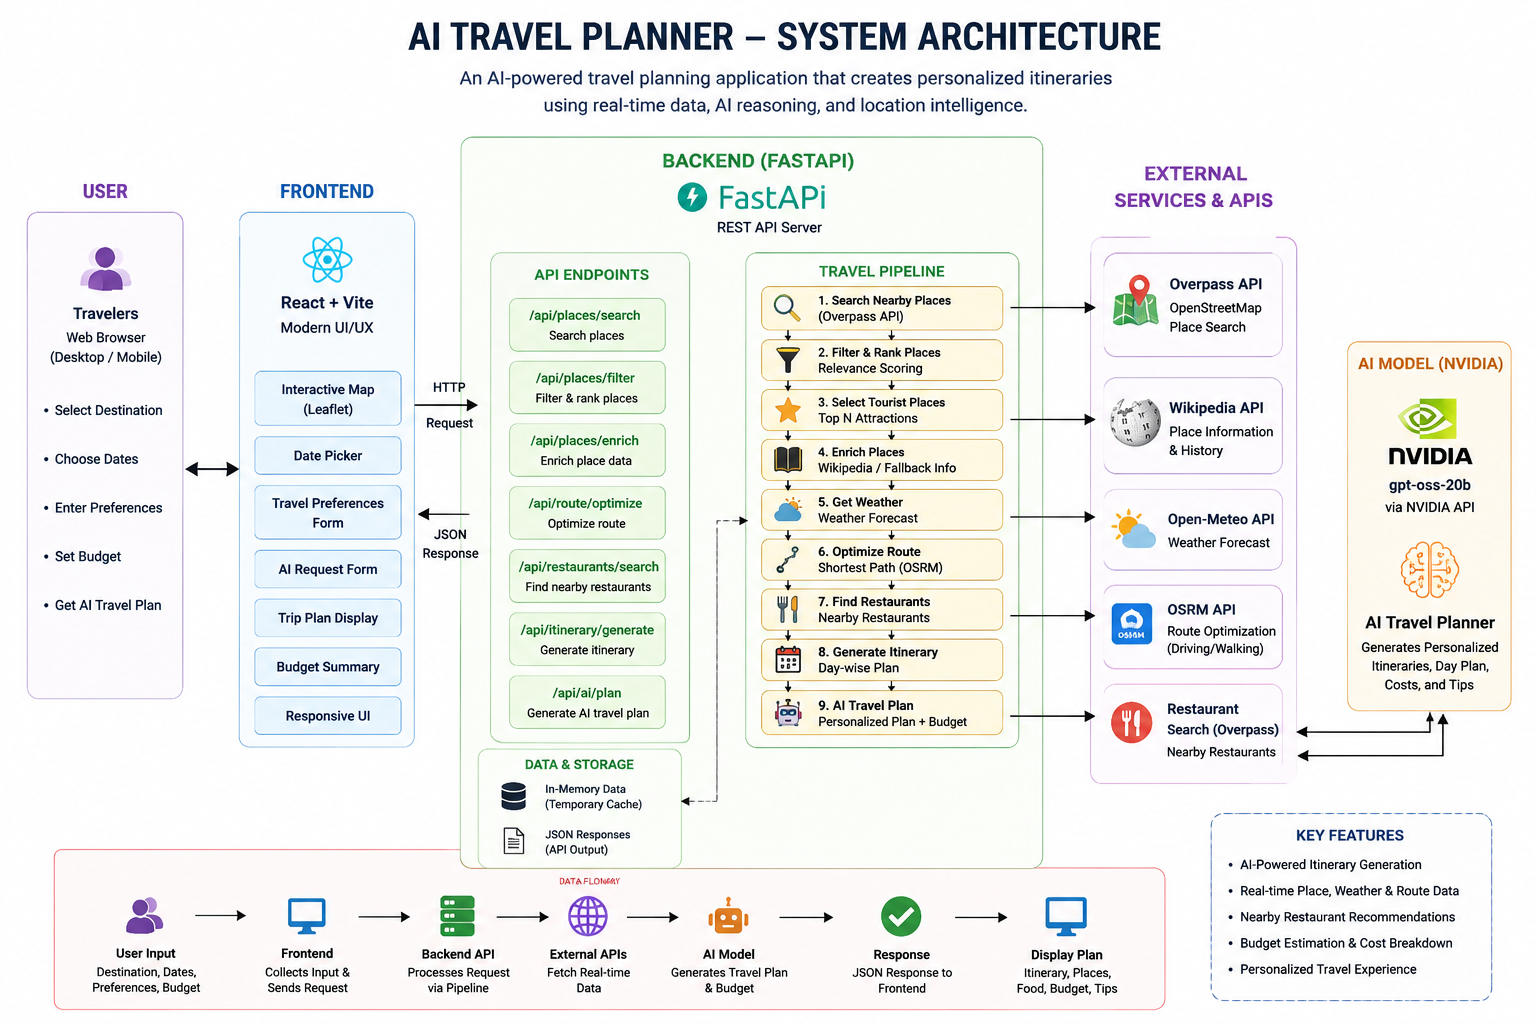 AI TRAVEL PLANNER – SYSTEM ARCHITECTURE
An AI-powered travel planning application that creates personalized itineraries
using real-time data, AI reasoning, and location intelligence.
USER
Travelers
Web Browser
(Desktop / Mobile)
• Select Destination
• Choose Dates
• Enter Preferences
• Set Budget
• Get AI Travel Plan
FRONTEND
React + Vite
Modern UI/UX
Interactive Map
(Leaflet)
Date Picker
Travel Preferences
Form
AI Request Form
Trip Plan Display
Budget Summary
Responsive UI
HTTP
Request
JSON
Response
BACKEND (FASTAPI)
FastAPi
REST API Server
API ENDPOINTS
/api/places/search
Search places
/api/places/filter
Filter & rank places
/api/places/enrich
Enrich place data
/api/route/optimize
Optimize route
/api/restaurants/search
Find nearby restaurants
/api/itinerary/generate
Generate itinerary
/api/ai/plan
Generate AI travel plan
DATA & STORAGE
In-Memory Data
(Temporary Cache)
JSON Responses
(API Output)
TRAVEL PIPELINE
1. Search Nearby Places
(Overpass API)
2. Filter & Rank Places
Relevance Scoring
3. Select Tourist Places
Top N Attractions
4. Enrich Places
Wikipedia / Fallback Info
5. Get Weather
Weather Forecast
6. Optimize Route
Shortest Path (OSRM)
7. Find Restaurants
Nearby Restaurants
8. Generate Itinerary
Day-wise Plan
9. AI Travel Plan
Personalized Plan + Budget
EXTERNAL
SERVICES & APIS
Overpass API
OpenStreetMap
Place Search
Wikipedia API
Place Information
& History
Open-Meteo API
Weather Forecast
OSRM API
Route Optimization
(Driving/Walking)
Restaurant
Search (Overpass)
Nearby Restaurants
AI MODEL (NVIDIA)
NVIDIA
gpt-oss-20b
via NVIDIA API
AI Travel Planner
Generates Personalized
Itineraries, Day Plan,
Costs, and Tips
KEY FEATURES
• AI-Powered Itinerary Generation
• Real-time Place, Weather & Route Data
• Nearby Restaurant Recommendations
• Budget Estimation & Cost Breakdown
• Personalized Travel Experience
User Input
Destination, Dates,
Preferences, Budget
Frontend
Collects Input &
Sends Request
Backend API
Processes Request
via Pipeline
External APIs
Fetch Real-time
Data
AI Model
Generates Travel Plan
& Budget
Response
JSON Response to
Frontend
Display Plan
Itinerary, Places,
Food, Budget, Tips